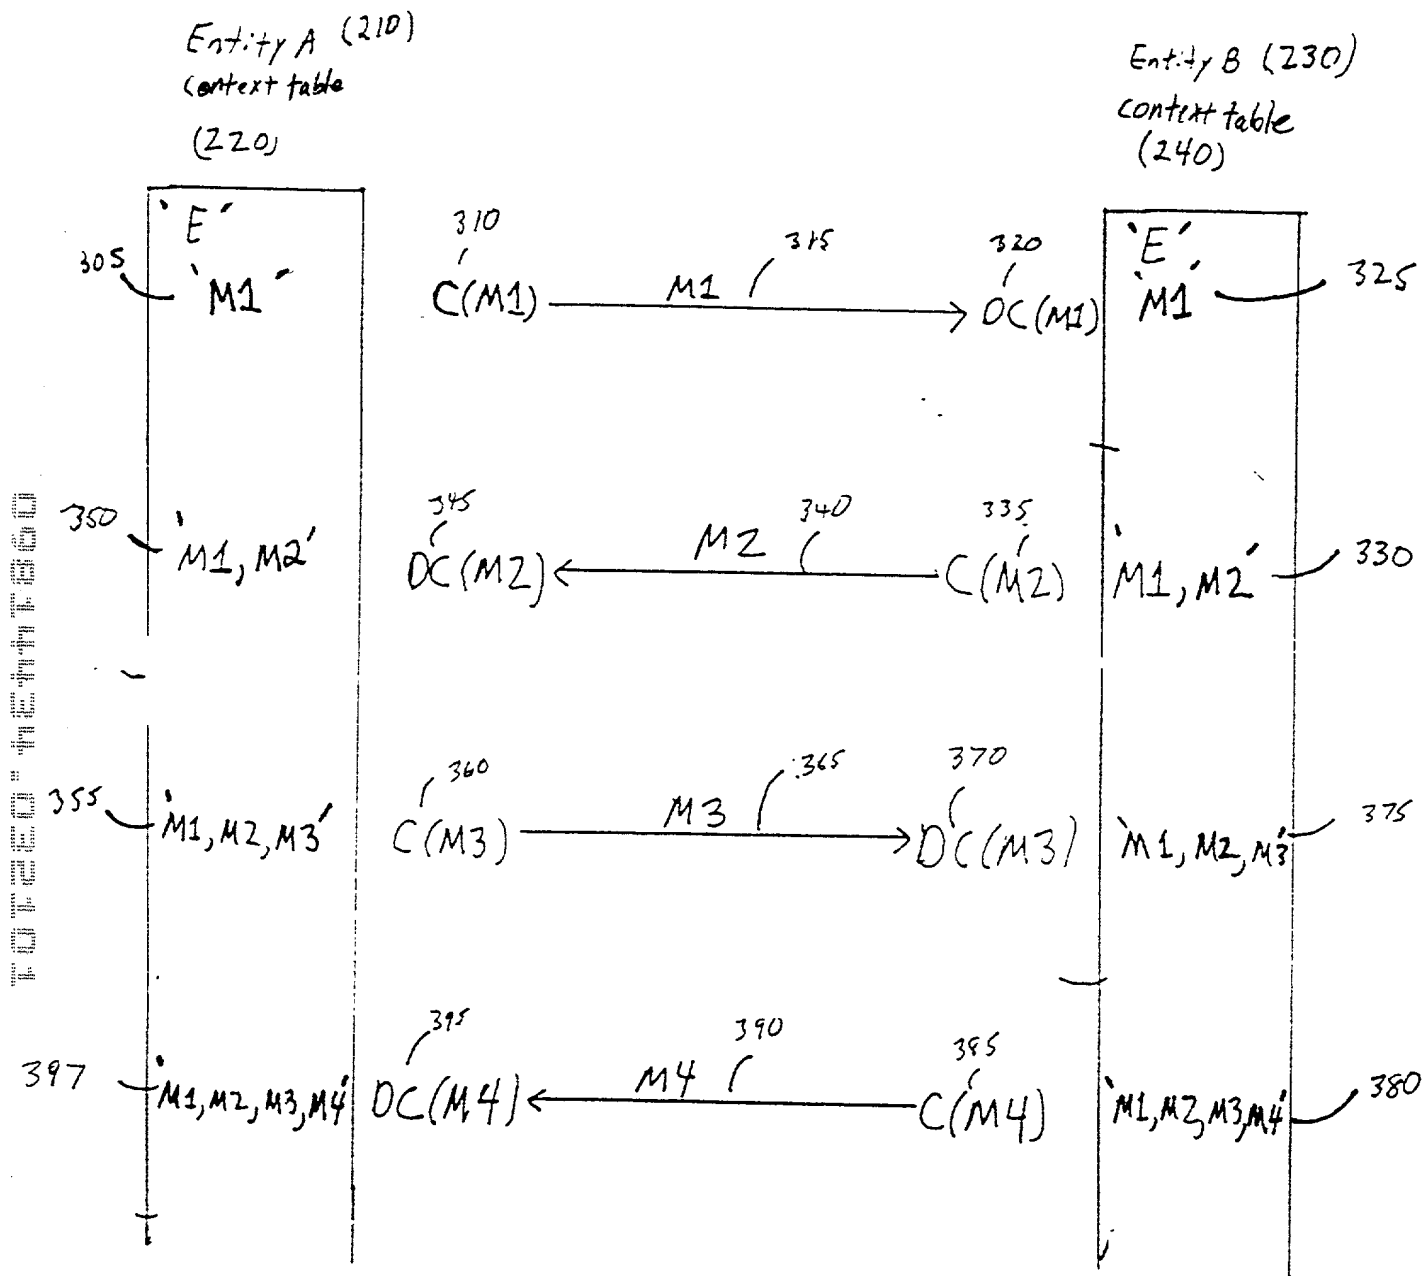 Entity A (210)
context table
(220)
Entity B (230)
context table
(240)
`E´
`E´
310
315
320
305
`M1´
C(M1)
M1
DC(M1)
`M1´
325
345
340
335
350
`M1, M2´
DC(M2)
M2
C(M2)
`M1, M2´
330
360
365
370
355
`M1, M2, M3´
C(M3)
M3
DC(M3)
`M1, M2, M3´
375
395
390
385
397
`M1, M2, M3, M4´
DC(M4)
M4
C(M4)
`M1, M2, M3, M4´
380